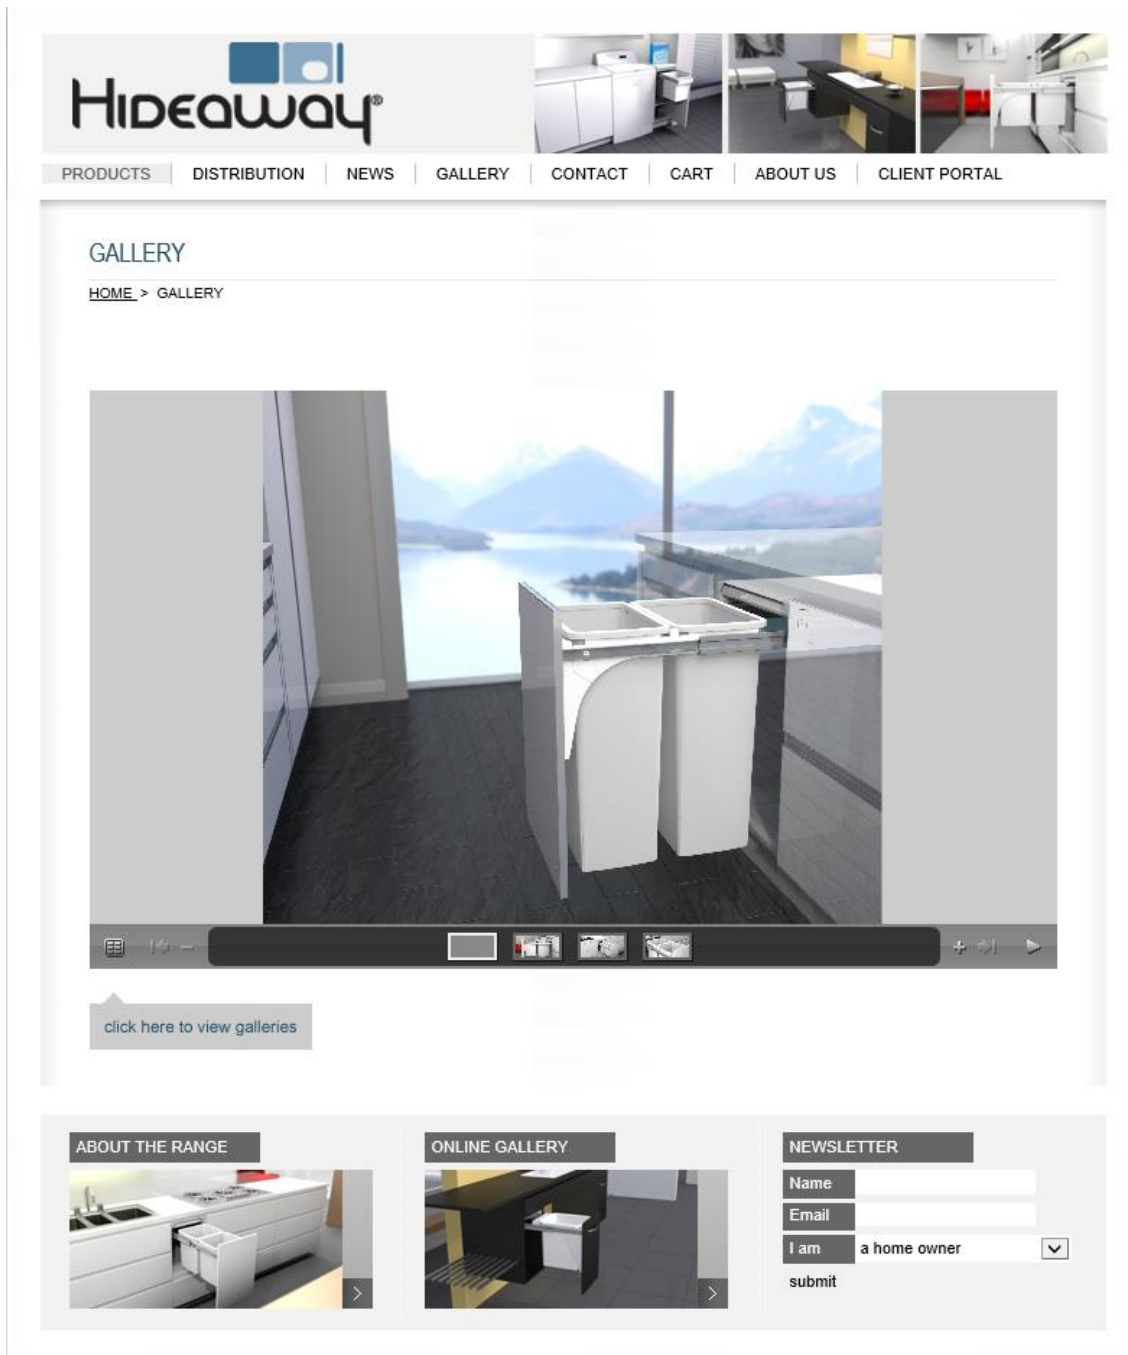 HIDEAWAY®
PRODUCTS DISTRIBUTION NEWS GALLERY CONTACT CART ABOUT US CLIENT PORTAL
GALLERY
HOME > GALLERY
click here to view galleries
ABOUT THE RANGE
ONLINE GALLERY
NEWSLETTER
Name
Email
I am a home owner
submit